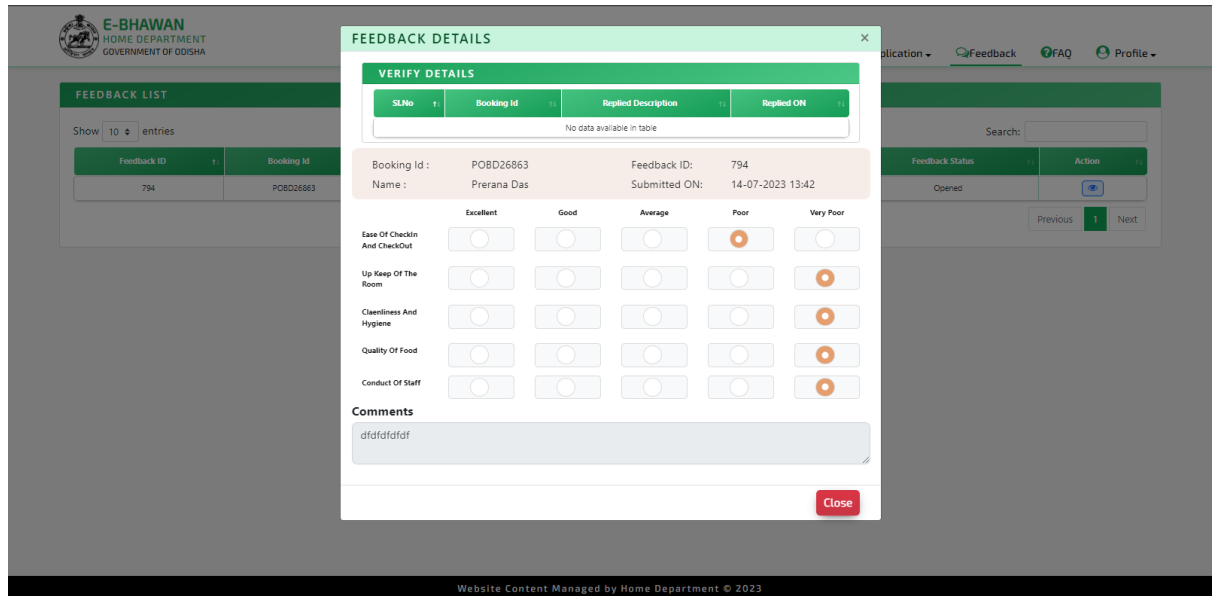 E-BHAWAN
HOME DEPARTMENT
GOVERNMENT OF ODISHA
plication
Feedback
FAQ
Profile
FEEDBACK LIST
Show 10 entries
Search:
Feedback ID
Booking Id
Feedback Status
Action
794
POBD26863
Opened
Previous 1 Next
FEEDBACK DETAILS ×
VERIFY DETAILS
SLNo Booking Id Replied Description Replied ON
No data available in table
Booking Id : POBD26863 Feedback ID: 794
Name : Prerana Das Submitted ON: 14-07-2023 13:42
Excellent Good Average Poor Very Poor
Ease Of CheckIn
And CheckOut
Up Keep Of The
Room
Claenliness And
Hygiene
Quality Of Food
Conduct Of Staff
Comments
dfdfdfdfdf
Close
Website Content Managed by Home Department © 2023